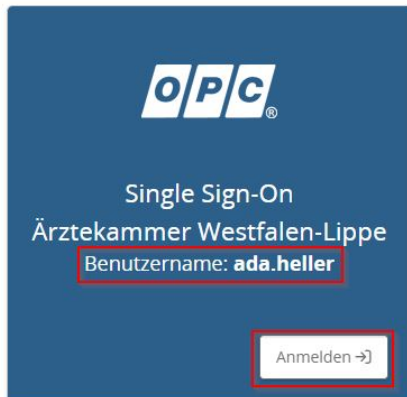 OPC®
Single Sign-On
Ärztekammer Westfalen-Lippe
Benutzername: ada.heller
Anmelden